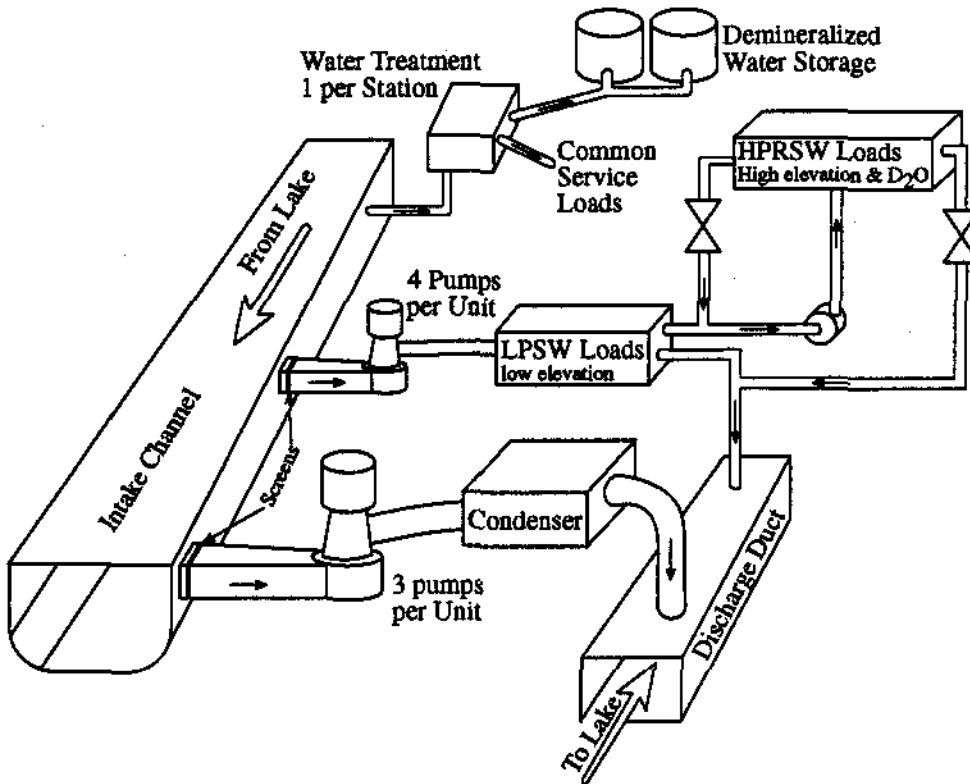 Water Treatment
1 per Station
Demineralized
Water Storage
Common
Service
Loads
HPRSW Loads
High elevation & D₂O
From Lake
4 Pumps
per Unit
LPSW Loads
low elevation
Intake Channel
Screens
Condenser
3 pumps
per Unit
Discharge Duct
To Lake